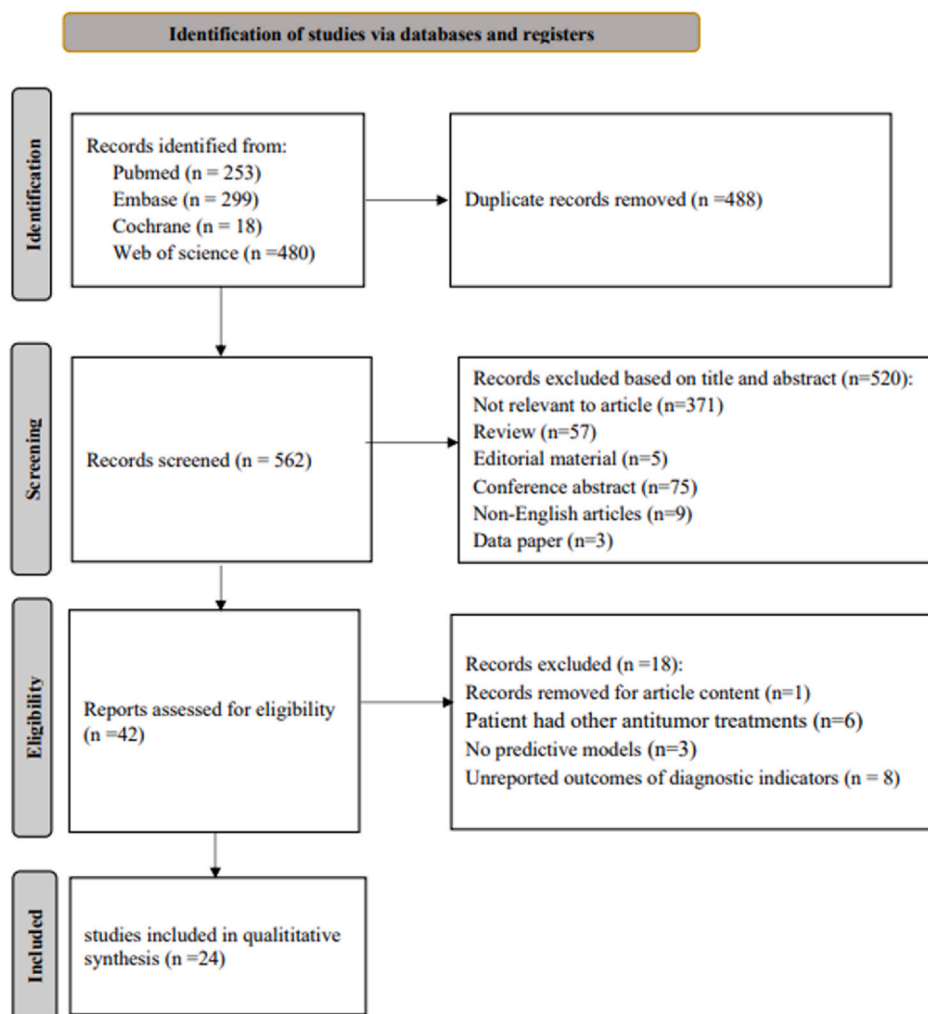 Identification of studies via databases and registers
Identification
Records identified from:
Pubmed (n = 253)
Embase (n = 299)
Cochrane (n = 18)
Web of science (n =480)
Duplicate records removed (n =488)
Screening
Records screened (n = 562)
Records excluded based on title and abstract (n=520):
Not relevant to article (n=371)
Review (n=57)
Editorial material (n=5)
Conference abstract (n=75)
Non-English articles (n=9)
Data paper (n=3)
Eligibility
Reports assessed for eligibility
(n =42)
Records excluded (n =18):
Records removed for article content (n=1)
Patient had other antitumor treatments (n=6)
No predictive models (n=3)
Unreported outcomes of diagnostic indicators (n = 8)
Included
studies included in qualititative
synthesis (n =24)